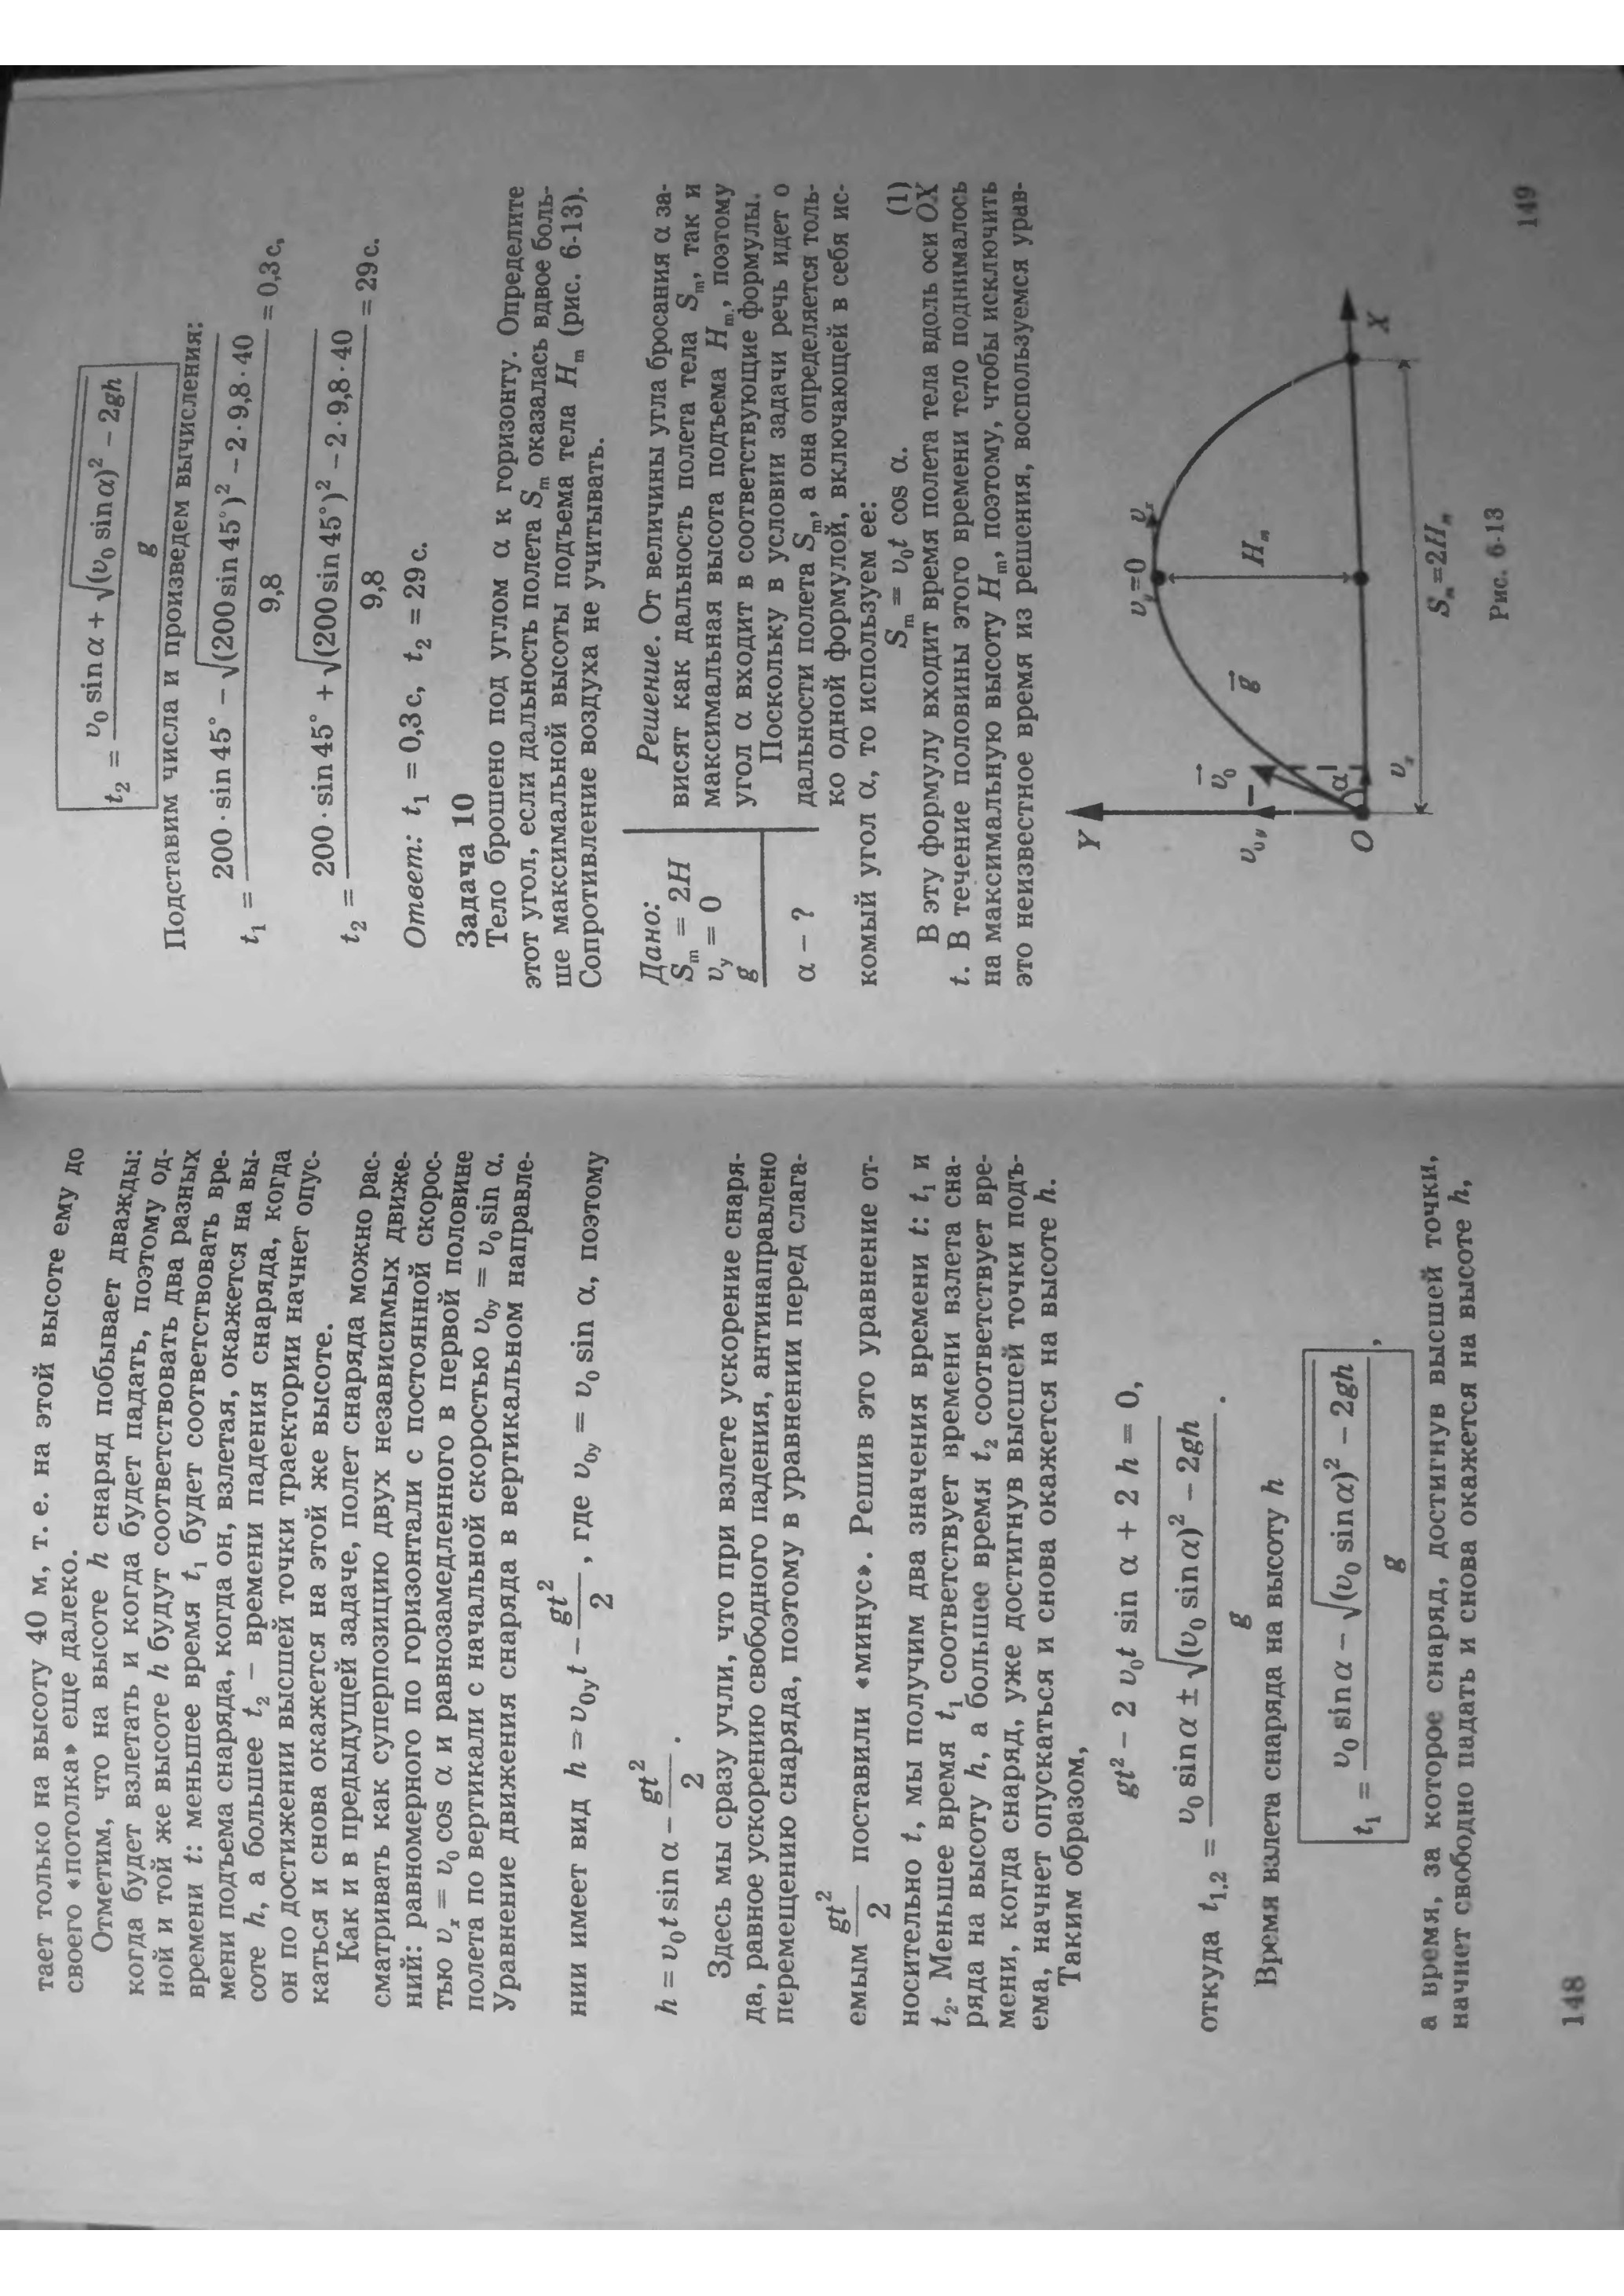 тает только на высоту 40 м, т. е. на этой высоте ему до
своего «потолка» еще далеко.
Отметим, что на высоте h снаряд побывает дважды:
когда будет взлетать и когда будет падать, поэтому од-
ной и той же высоте h будут соответствовать два разных
времени t: меньшее время t₁ будет соответствовать вре-
мени подъема снаряда, когда он, взлетая, окажется на вы-
соте h, а большее t₂ – времени падения снаряда, когда
он по достижении высшей точки траектории начнет опус-
каться и снова окажется на этой же высоте.
Как и в предыдущей задаче, полет снаряда можно рас-
сматривать как суперпозицию двух независимых движе-
ний: равномерного по горизонтали с постоянной скорос-
тью vₓ = v₀ cos α и равнозамедленного в первой половине
полета по вертикали с начальной скоростью v₀y = v₀ sin α.
Уравнение движения снаряда в вертикальном направле-
нии имеет вид h = v₀y t − gt²/2, где v₀y = v₀ sin α, поэтому
h = v₀t sin α − gt²/2.
Здесь мы сразу учли, что при взлете ускорение снаря-
да, равное ускорению свободного падения, антинаправлено
перемещению снаряда, поэтому в уравнении перед слага-
емым gt²/2 поставили «минус». Решив это уравнение от-
носительно t, мы получим два значения времени t: t₁ и
t₂. Меньшее время t₁ соответствует времени взлета сна-
ряда на высоту h, а большее время t₂ соответствует вре-
мени, когда снаряд, уже достигнув высшей точки подъ-
ема, начнет опускаться и снова окажется на высоте h.
Таким образом,
gt² − 2 v₀t sin α + 2 h = 0,
откуда t₁,₂ = (v₀ sin α ± √((v₀ sin α)² − 2gh))/g.
Время взлета снаряда на высоту h
t₁ = (v₀ sin α − √((v₀ sin α)² − 2gh))/g,
а время, за которое снаряд, достигнув высшей точки,
начнет свободно падать и снова окажется на высоте h,
148
t₂ = (v₀ sin α + √((v₀ sin α)² − 2gh))/g
Подставим числа и произведем вычисления:
t₁ = (200 · sin 45° − √((200 sin 45°)² − 2 · 9,8 · 40))/9,8 = 0,3 с,
t₂ = (200 · sin 45° + √((200 sin 45°)² − 2 · 9,8 · 40))/9,8 = 29 с.
Ответ: t₁ = 0,3 с, t₂ = 29 с.
Задача 10
Тело брошено под углом α к горизонту. Определите
этот угол, если дальность полета Sₘ оказалась вдвое боль-
ше максимальной высоты подъема тела Hₘ (рис. 6-13).
Сопротивление воздуха не учитывать.
Дано:
Sₘ = 2H
v_y = 0
g
α – ?
Решение. От величины угла бросания α за-
висят как дальность полета тела Sₘ, так и
максимальная высота подъема Hₘ, поэтому
угол α входит в соответствующие формулы.
Поскольку в условии задачи речь идет о
дальности полета Sₘ, а она определяется толь-
ко одной формулой, включающей в себя ис-
комый угол α, то используем ее:
Sₘ = v₀t cos α. (1)
В эту формулу входит время полета тела вдоль оси OX
t. В течение половины этого времени тело поднималось
на максимальную высоту Hₘ, поэтому, чтобы исключить
это неизвестное время из решения, воспользуемся урав-
Y
v_y=0
vₓ
v₀y
v₀
g
Hₘ
α
O
vₓ
X
Sₘ=2Hₘ
Рис. 6-13
149